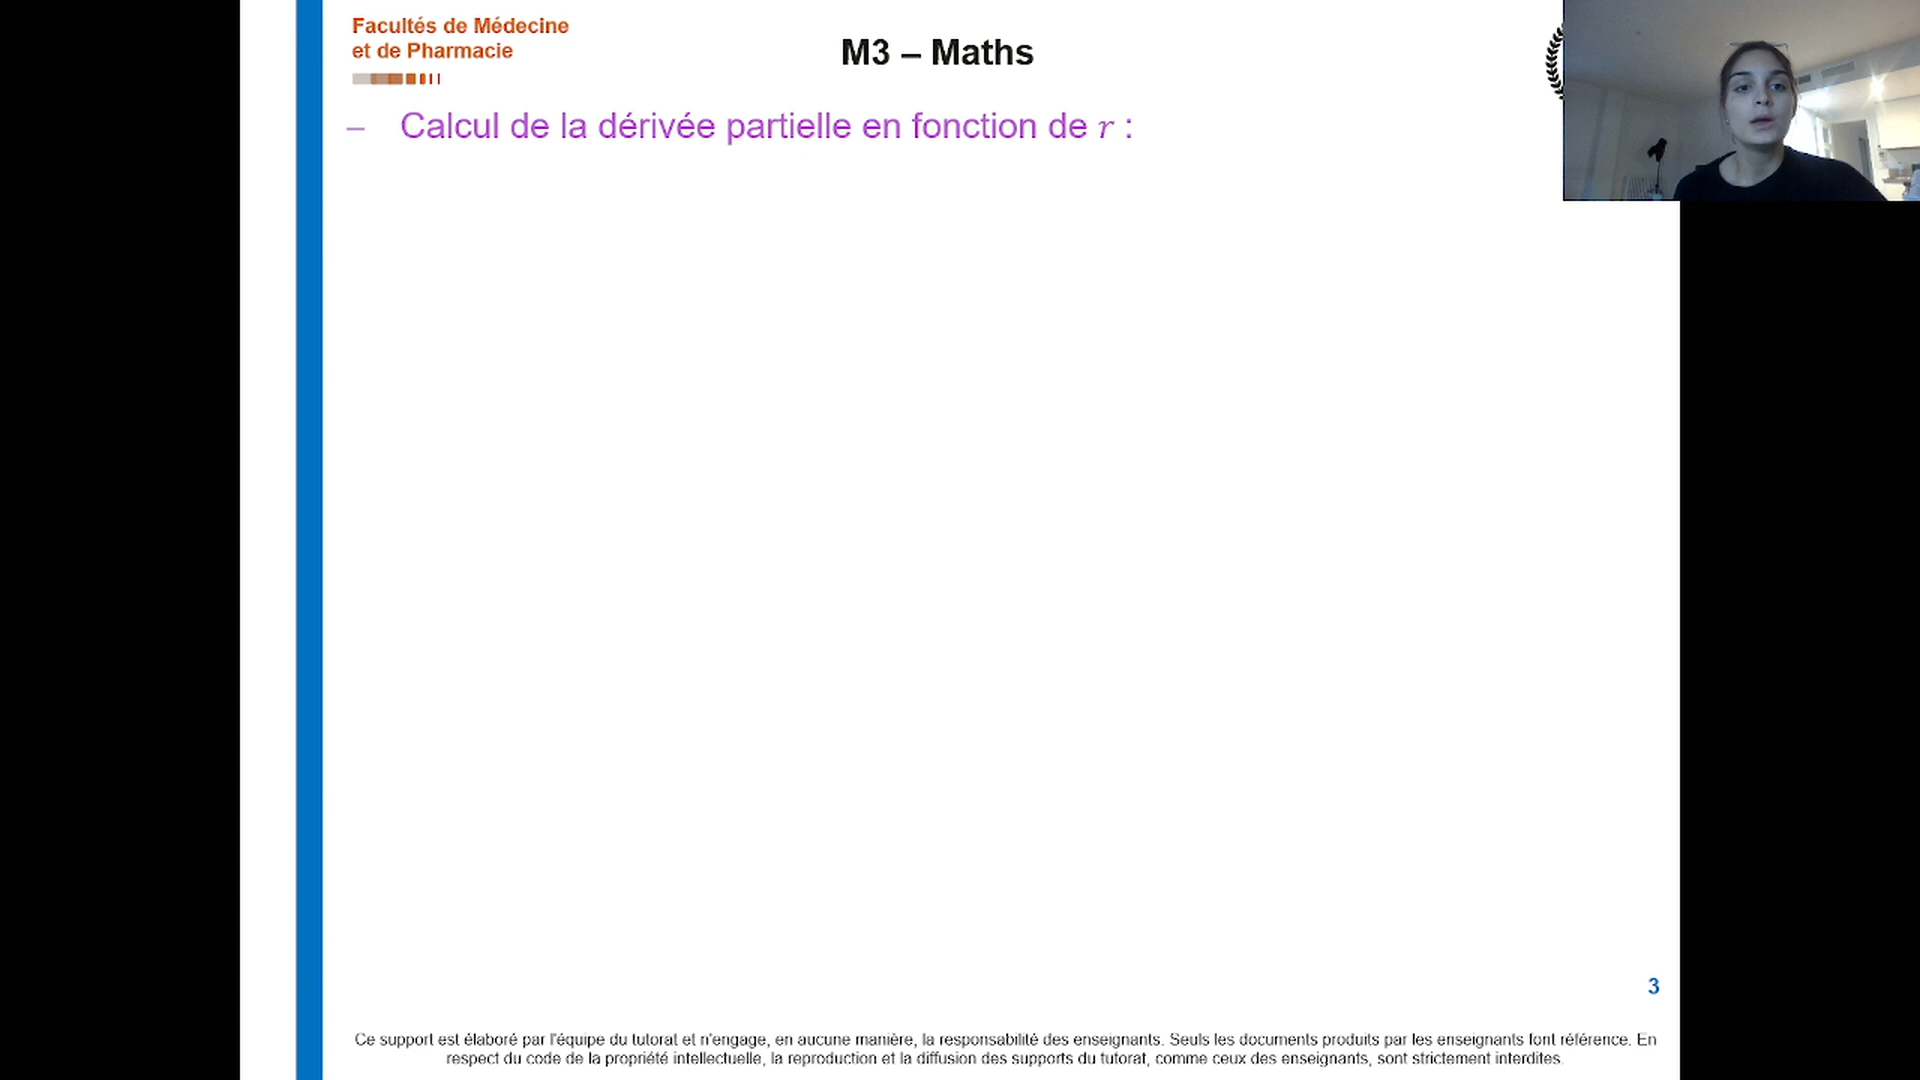 Facultés de Médecine
et de Pharmacie
M3 – Maths
– Calcul de la dérivée partielle en fonction de r :
3
Ce support est élaboré par l'équipe du tutorat et n'engage, en aucune manière, la responsabilité des enseignants. Seuls les documents produits par les enseignants font référence. En
respect du code de la propriété intellectuelle, la reproduction et la diffusion des supports du tutorat, comme ceux des enseignants, sont strictement interdites.